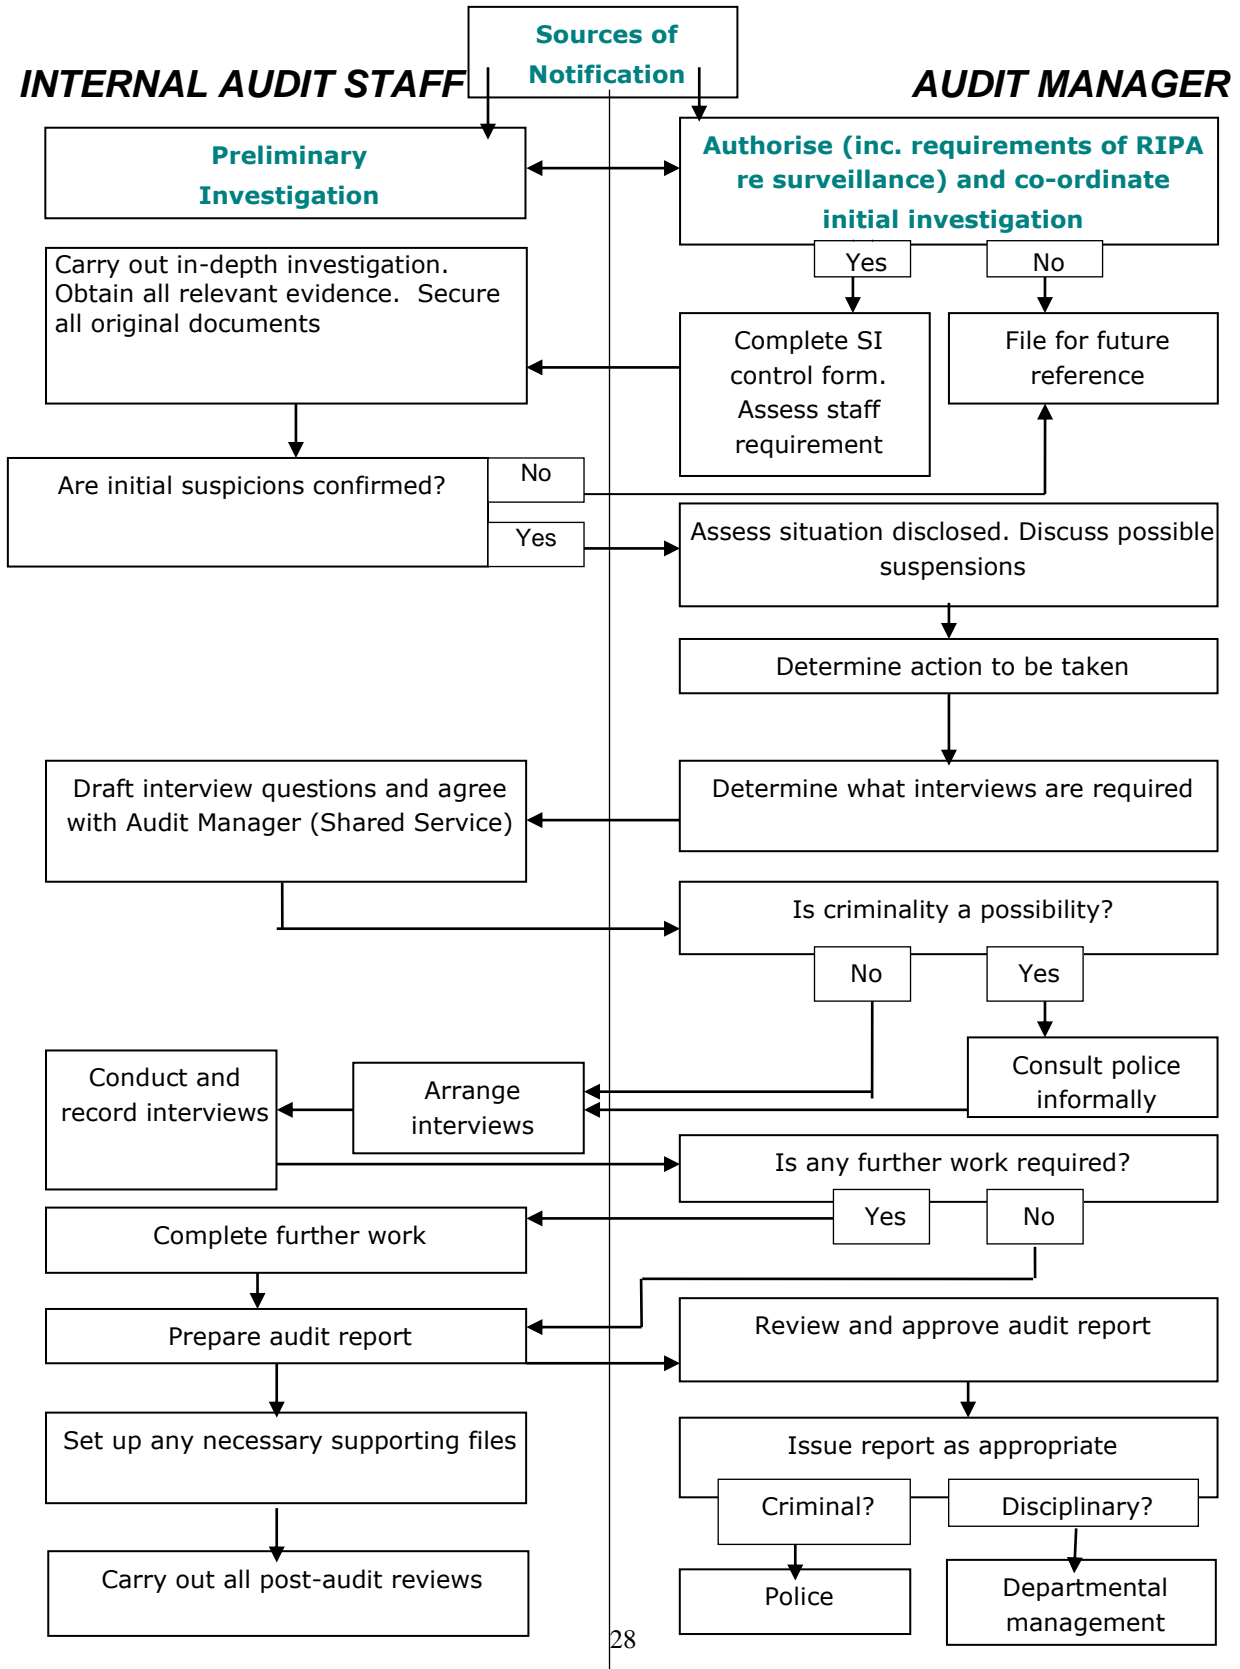 Sources of
Notification
INTERNAL AUDIT STAFF
AUDIT MANAGER
Preliminary
Investigation
Authorise (inc. requirements of RIPA
re surveillance) and co-ordinate
initial investigation
Yes
No
Carry out in-depth investigation.
Obtain all relevant evidence.  Secure
all original documents
Complete SI
control form.
Assess staff
requirement
File for future
reference
Are initial suspicions confirmed?
No
Yes
Assess situation disclosed. Discuss possible
suspensions
Determine action to be taken
Draft interview questions and agree
with Audit Manager (Shared Service)
Determine what interviews are required
Is criminality a possibility?
No
Yes
Conduct and
record interviews
Arrange
interviews
Consult police
informally
Is any further work required?
Yes
No
Complete further work
Prepare audit report
Review and approve audit report
Set up any necessary supporting files
Issue report as appropriate
Criminal?
Disciplinary?
Carry out all post-audit reviews
Police
Departmental
management
28